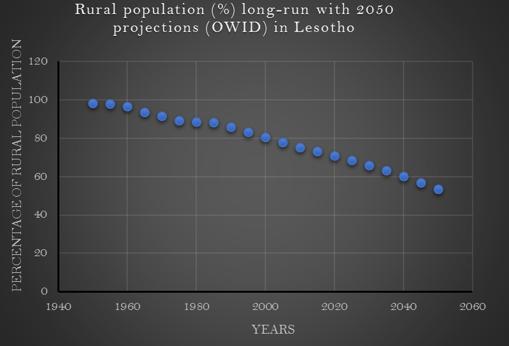 Rural population (%) long-run with 2050
projections (OWID) in Lesotho
PERCENTAGE OF RURAL POPULATION
120
100
80
60
40
20
0
1940 1960 1980 2000 2020 2040 2060
YEARS